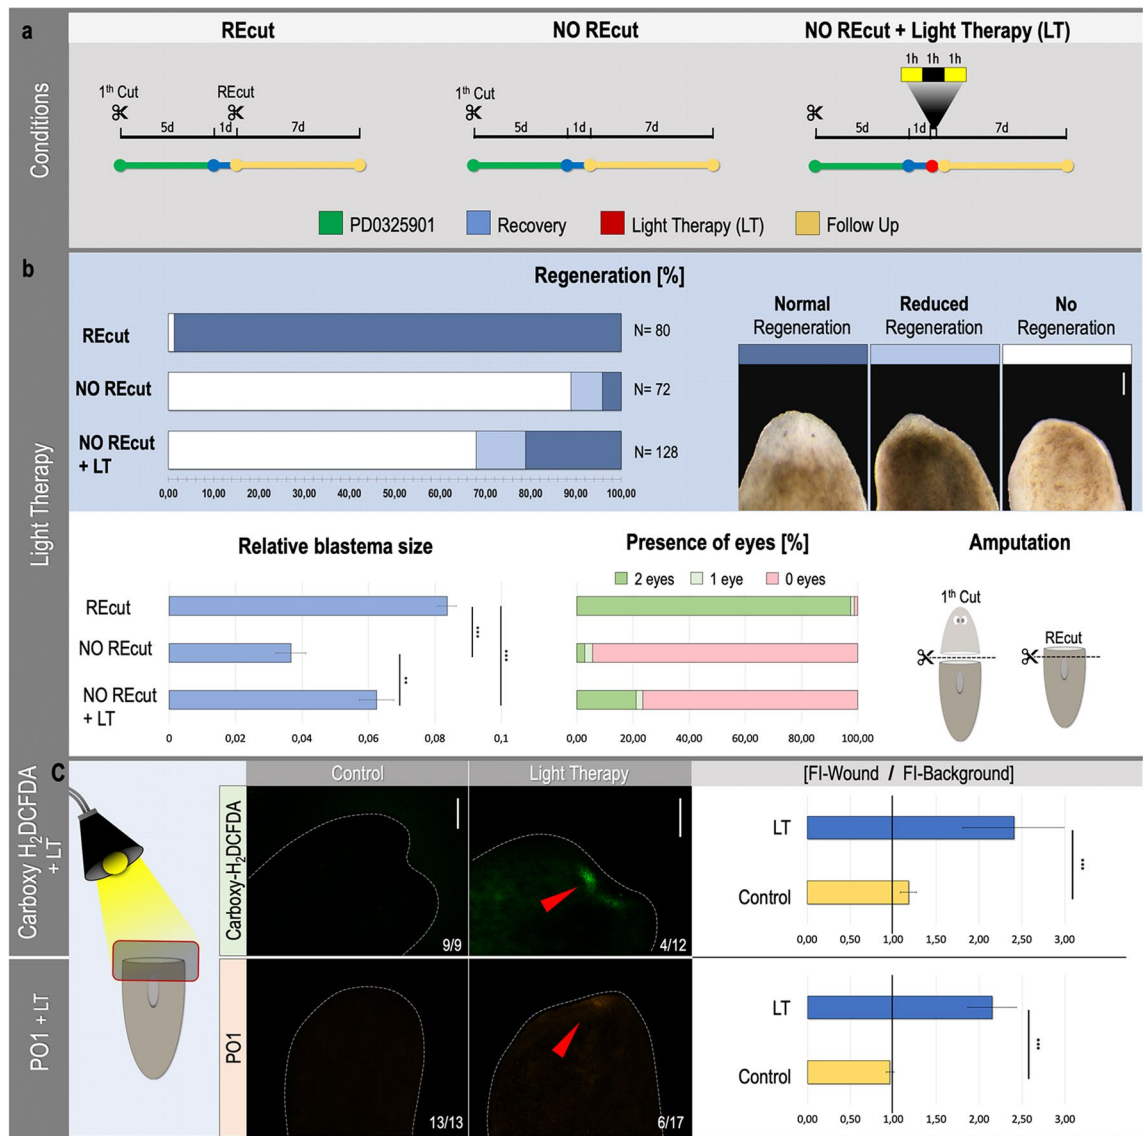 a
REcut
NO REcut
NO REcut + Light Therapy (LT)
Conditions
1h 1h 1h
1th Cut
REcut
5d 1d 7d
1th Cut
5d 1d 7d
5d 1d 7d
PD0325901
Recovery
Light Therapy (LT)
Follow Up
b
Light Therapy
Regeneration [%]
REcut
N= 80
NO REcut
N= 72
NO REcut
+ LT
N= 128
0,00 10,00 20,00 30,00 40,00 50,00 60,00 70,00 80,00 90,00 100,00
Normal
Regeneration
Reduced
Regeneration
No
Regeneration
Relative blastema size
REcut
NO REcut
NO REcut
+ LT
***
**
***
0 0,02 0,04 0,06 0,08 0,1
Presence of eyes [%]
2 eyes 1 eye 0 eyes
0,00 20,00 40,00 60,00 80,00 100,00
Amputation
1th Cut
REcut
C
Carboxy H2DCFDA
+ LT
Control
Light Therapy
Carboxy-H2DCFDA
9/9
4/12
[FI-Wound / FI-Background]
LT
Control
***
0,00 0,50 1,00 1,50 2,00 2,50 3,00
PO1 + LT
PO1
13/13
6/17
LT
Control
***
0,00 0,50 1,00 1,50 2,00 2,50 3,00